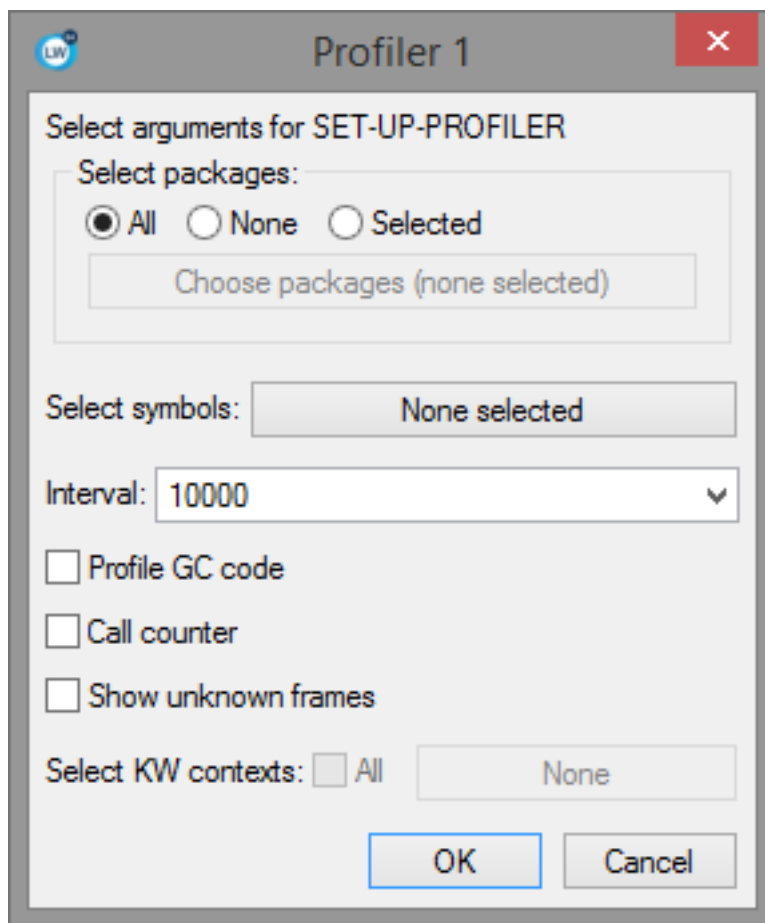 LW
Profiler 1
Select arguments for SET-UP-PROFILER
Select packages:
All None Selected
Choose packages (none selected)
Select symbols: None selected
Interval: 10000
Profile GC code
Call counter
Show unknown frames
Select KW contexts: All None
OK Cancel